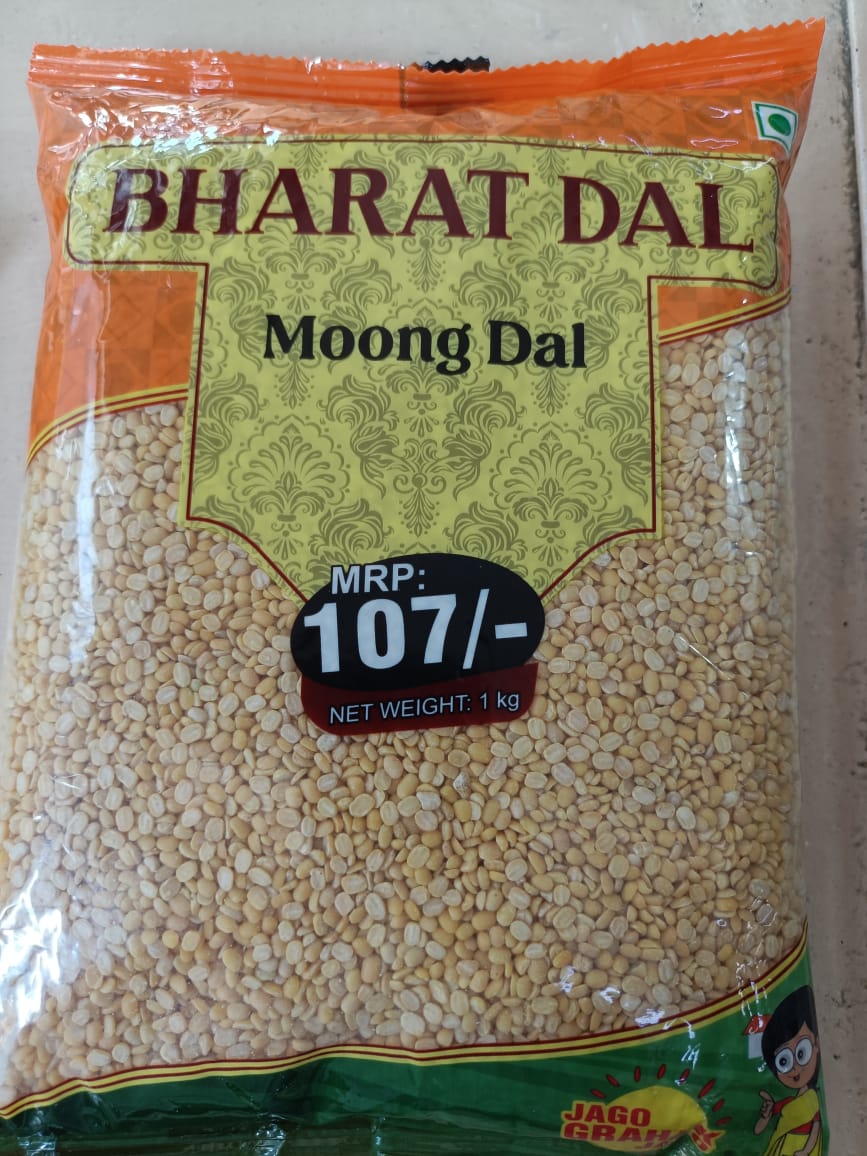 BHARAT DAL
Moong Dal
MRP:
107/-
NET WEIGHT: 1 kg
JAGO